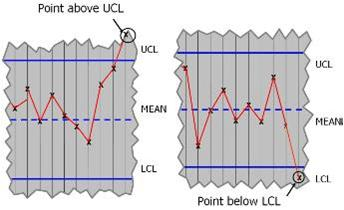 Point above UCL
UCL
MEAN
LCL
UCL
MEAN
LCL
Point below LCL